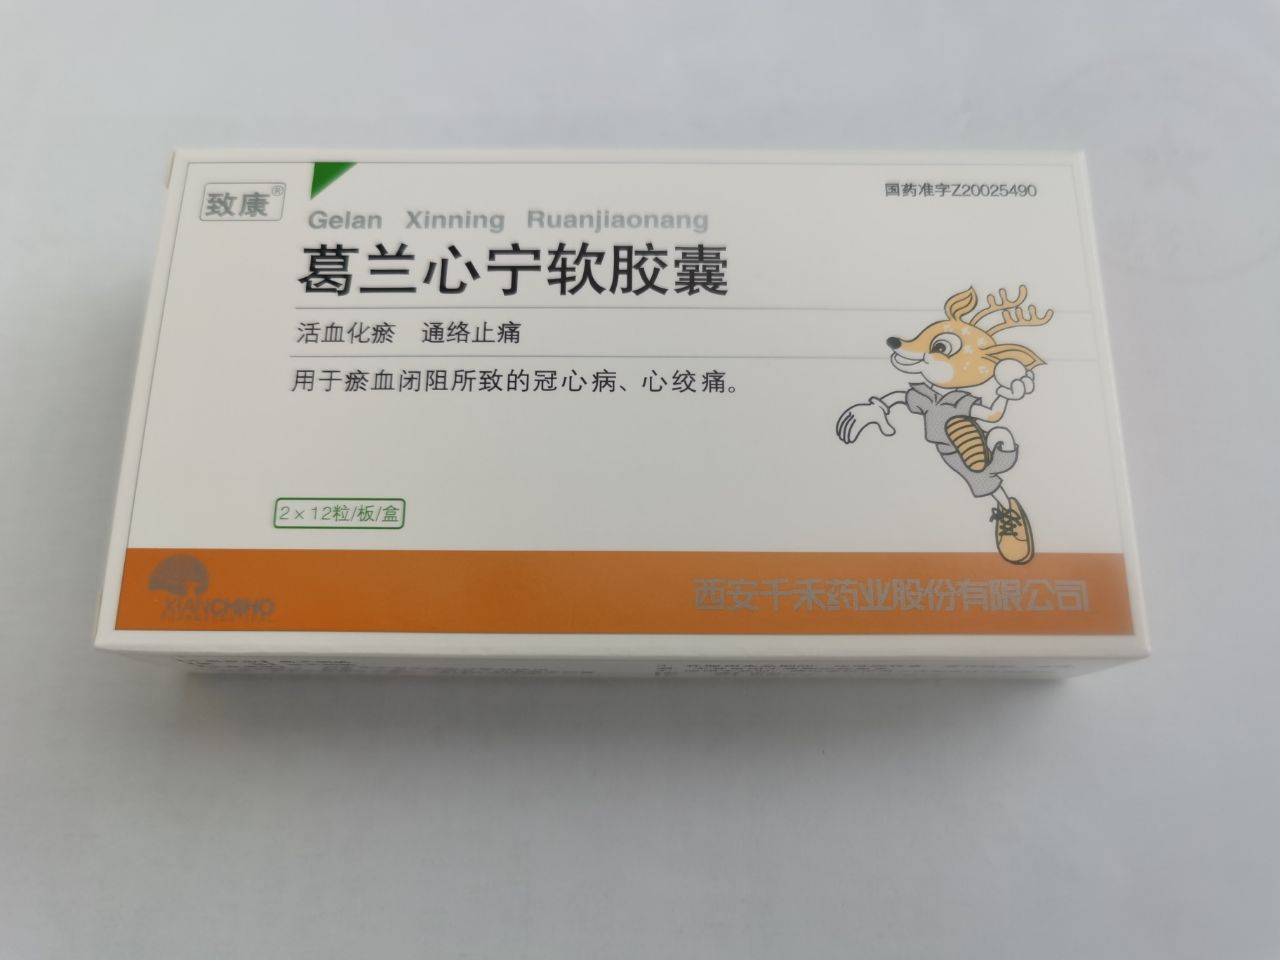 致康®
国药准字Z20025490
Gelan Xinning Ruanjiaonang
葛兰心宁软胶囊
活血化瘀 通络止痛
用于瘀血闭阻所致的冠心病、心绞痛。
2×12粒/板/盒
XIANCHIHO
西安千禾药业股份有限公司